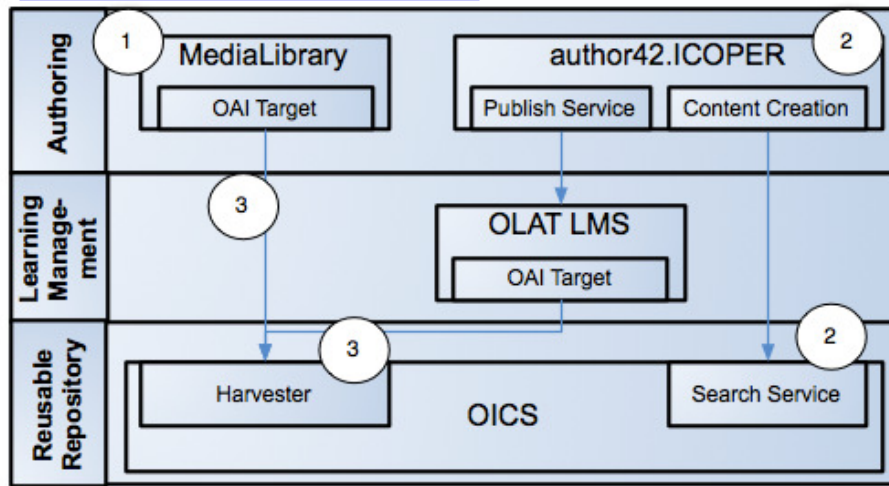 Authoring
1
MediaLibrary
OAI Target
author42.ICOPER
2
Publish Service
Content Creation
Learning
Manage-
ment
3
OLAT LMS
OAI Target
Reusable
Repository
3
Harvester
OICS
2
Search Service